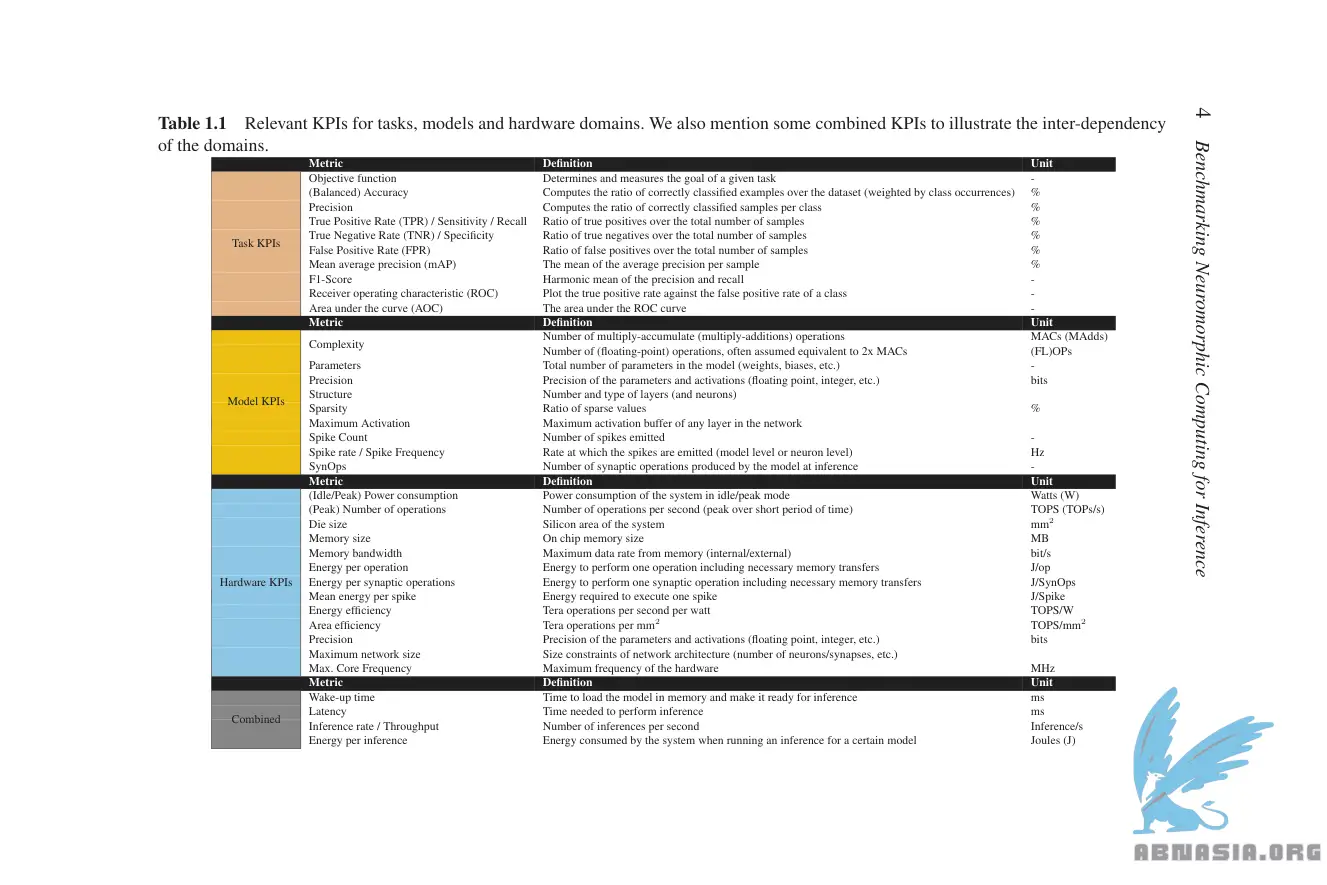 Table 1.1 Relevant KPIs for tasks, models and hardware domains. We also mention some combined KPIs to illustrate the inter-dependency
of the domains.
Metric Definition Unit
Task KPIs
Objective function Determines and measures the goal of a given task -
(Balanced) Accuracy Computes the ratio of correctly classified examples over the dataset (weighted by class occurrences) %
Precision Computes the ratio of correctly classified samples per class %
True Positive Rate (TPR) / Sensitivity / Recall Ratio of true positives over the total number of samples %
True Negative Rate (TNR) / Specificity Ratio of true negatives over the total number of samples %
False Positive Rate (FPR) Ratio of false positives over the total number of samples %
Mean average precision (mAP) The mean of the average precision per sample %
F1-Score Harmonic mean of the precision and recall -
Receiver operating characteristic (ROC) Plot the true positive rate against the false positive rate of a class -
Area under the curve (AOC) The area under the ROC curve -
Metric Definition Unit
Model KPIs
Complexity Number of multiply-accumulate (multiply-additions) operations MACs (MAdds)
Number of (floating-point) operations, often assumed equivalent to 2x MACs (FL)OPs
Parameters Total number of parameters in the model (weights, biases, etc.) -
Precision Precision of the parameters and activations (floating point, integer, etc.) bits
Structure Number and type of layers (and neurons)
Sparsity Ratio of sparse values %
Maximum Activation Maximum activation buffer of any layer in the network
Spike Count Number of spikes emitted -
Spike rate / Spike Frequency Rate at which the spikes are emitted (model level or neuron level) Hz
SynOps Number of synaptic operations produced by the model at inference -
Metric Definition Unit
Hardware KPIs
(Idle/Peak) Power consumption Power consumption of the system in idle/peak mode Watts (W)
(Peak) Number of operations Number of operations per second (peak over short period of time) TOPS (TOPs/s)
Die size Silicon area of the system mm²
Memory size On chip memory size MB
Memory bandwidth Maximum data rate from memory (internal/external) bit/s
Energy per operation Energy to perform one operation including necessary memory transfers J/op
Energy per synaptic operations Energy to perform one synaptic operation including necessary memory transfers J/SynOps
Mean energy per spike Energy required to execute one spike J/Spike
Energy efficiency Tera operations per second per watt TOPS/W
Area efficiency Tera operations per mm² TOPS/mm²
Precision Precision of the parameters and activations (floating point, integer, etc.) bits
Maximum network size Size constraints of network architecture (number of neurons/synapses, etc.)
Max. Core Frequency Maximum frequency of the hardware MHz
Metric Definition Unit
Combined
Wake-up time Time to load the model in memory and make it ready for inference ms
Latency Time needed to perform inference ms
Inference rate / Throughput Number of inferences per second Inference/s
Energy per inference Energy consumed by the system when running an inference for a certain model Joules (J)
4 Benchmarking Neuromorphic Computing for Inference
ABNASIA.ORG